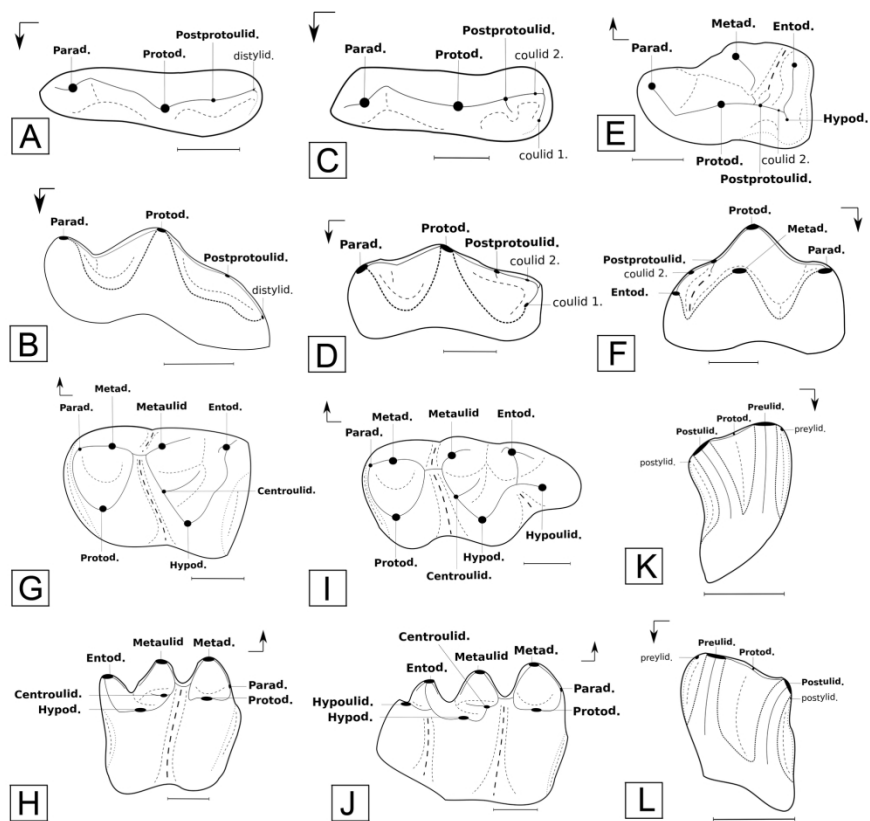 Parad.
Protod.
Postprotoulid.
distylid.
A
Parad.
Protod.
Postprotoulid.
coulid 2.
coulid 1.
C
Parad.
Metad.
Entod.
Hypod.
Protod.
coulid 2.
Postprotoulid.
E
Parad.
Protod.
Postprotoulid.
distylid.
B
Parad.
Protod.
Postprotoulid.
coulid 2.
coulid 1.
D
Protod.
Metad.
Postprotoulid.
coulid 2.
Entod.
Parad.
F
Metad.
Parad.
Metaulid
Entod.
Centroulid.
Protod.
Hypod.
G
Metad.
Parad.
Metaulid
Entod.
Hypoulid.
Protod.
Hypod.
Centroulid.
I
Preulid.
Protod.
Postulid.
preylid.
postylid.
K
Entod.
Metaulid
Metad.
Centroulid.
Hypod.
Parad.
Protod.
H
Centroulid.
Metaulid
Metad.
Entod.
Hypoulid.
Hypod.
Parad.
Protod.
J
Preulid.
preylid.
Protod.
Postulid.
postylid.
L